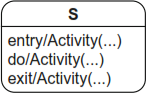 S
entry/Activity(...)
do/Activity(...)
exit/Activity(...)